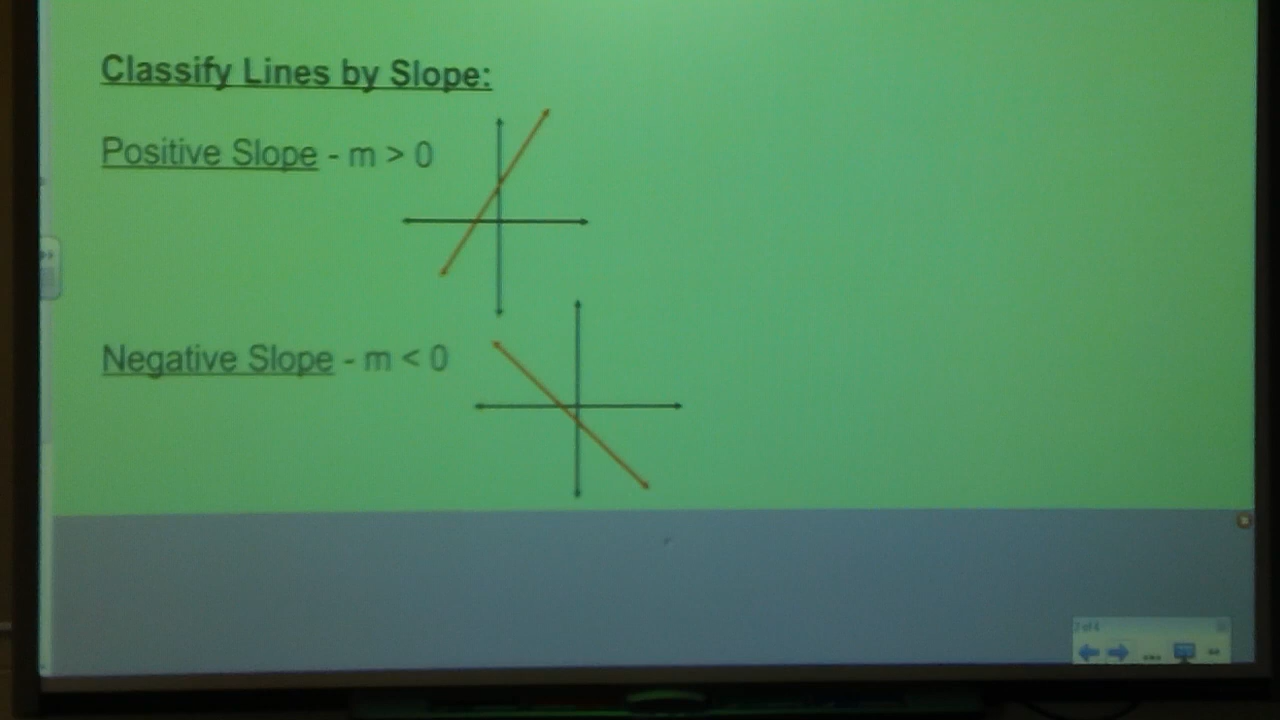 Classify Lines by Slope:
Positive Slope - m > 0
Negative Slope - m < 0